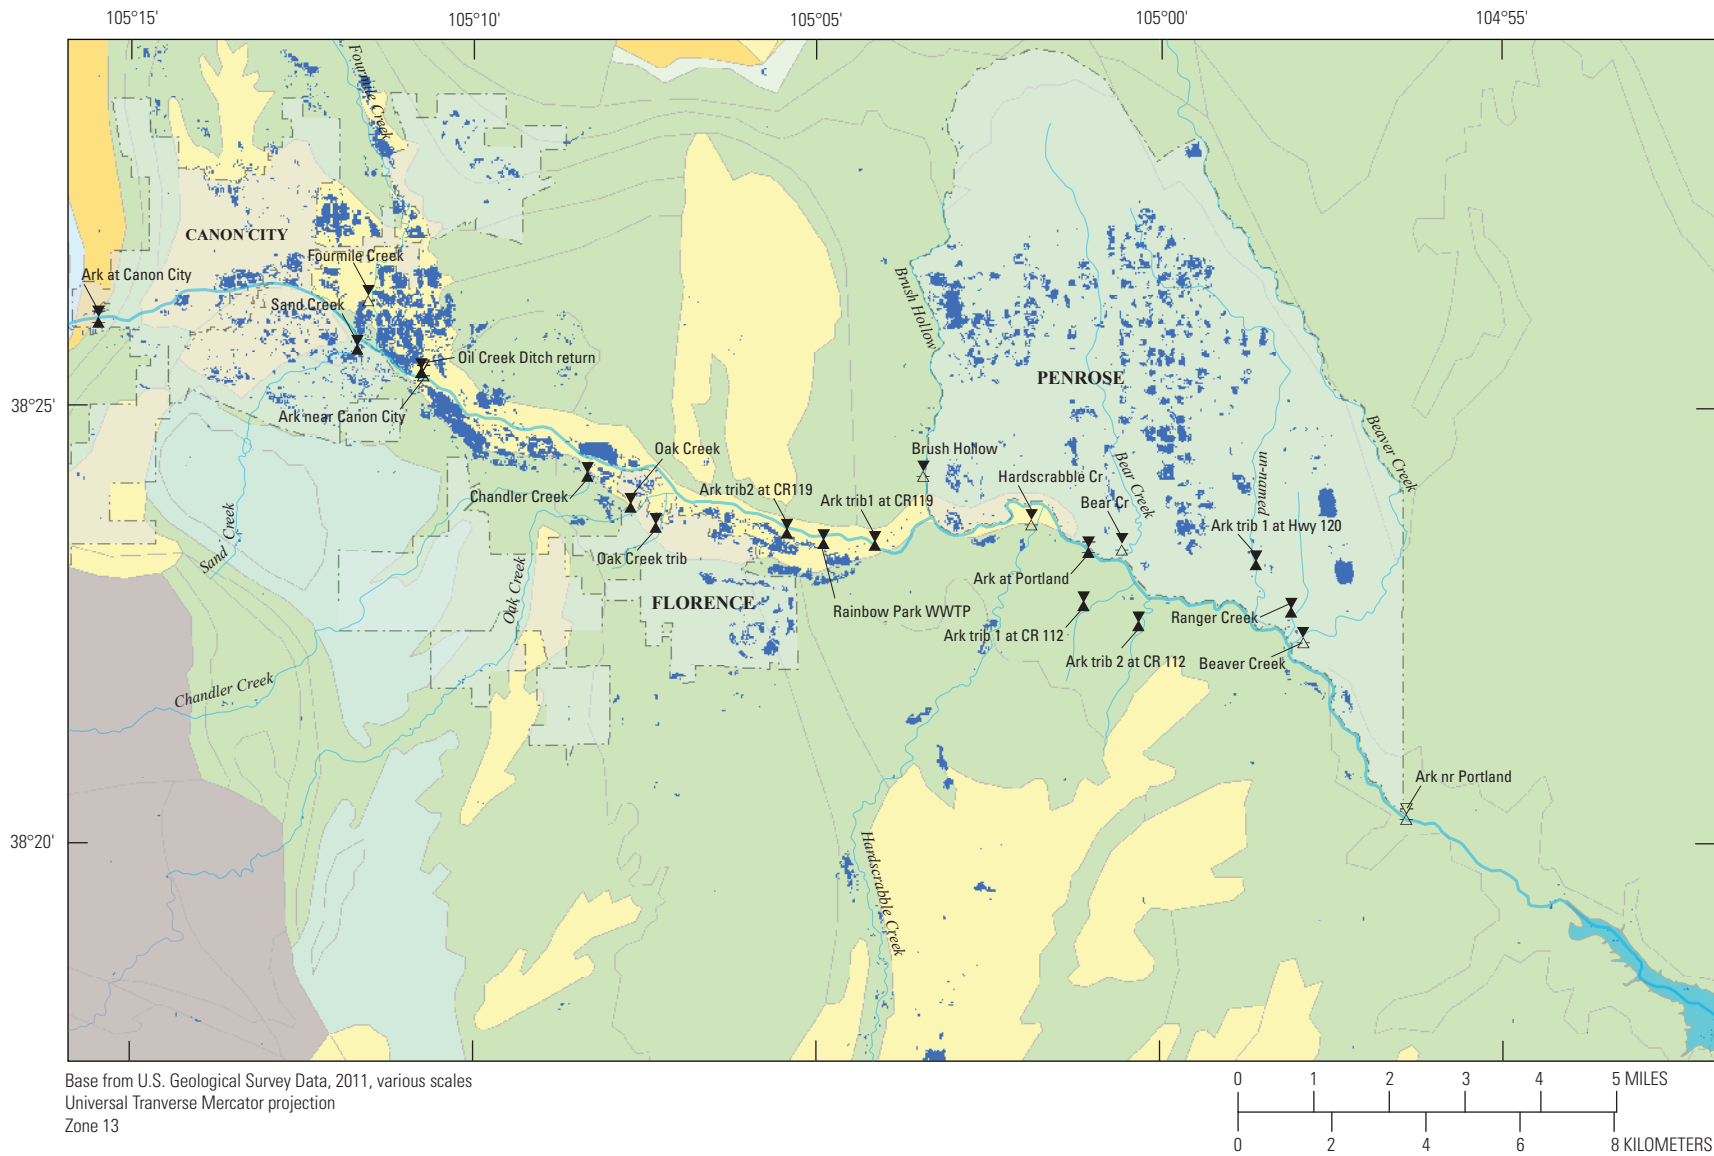 105°15'
105°10'
105°05'
105°00'
104°55'
Fourmile Creek
CANON CITY
Fourmile Creek
Ark at Canon City
Sand Creek
Brush Hollow
Oil Creek Ditch return
PENROSE
38°25'
Ark near Canon City
Beaver Creek
Oak Creek
Brush Hollow
Bear Creek
un-named
Hardscrabble Cr
Chandler Creek
Ark trib2 at CR119
Ark trib1 at CR119
Bear Cr
Ark trib 1 at Hwy 120
Sand Creek
Oak Creek trib
Ark at Portland
Oak Creek
FLORENCE
Rainbow Park WWTP
Ranger Creek
Ark trib 1 at CR 112
Ark trib 2 at CR 112
Beaver Creek
Chandler Creek
Ark nr Portland
38°20'
Hardscrabble Creek
Base from U.S. Geological Survey Data, 2011, various scales
Universal Tranverse Mercator projection
Zone 13
0 1 2 3 4 5 MILES
0 2 4 6 8 KILOMETERS